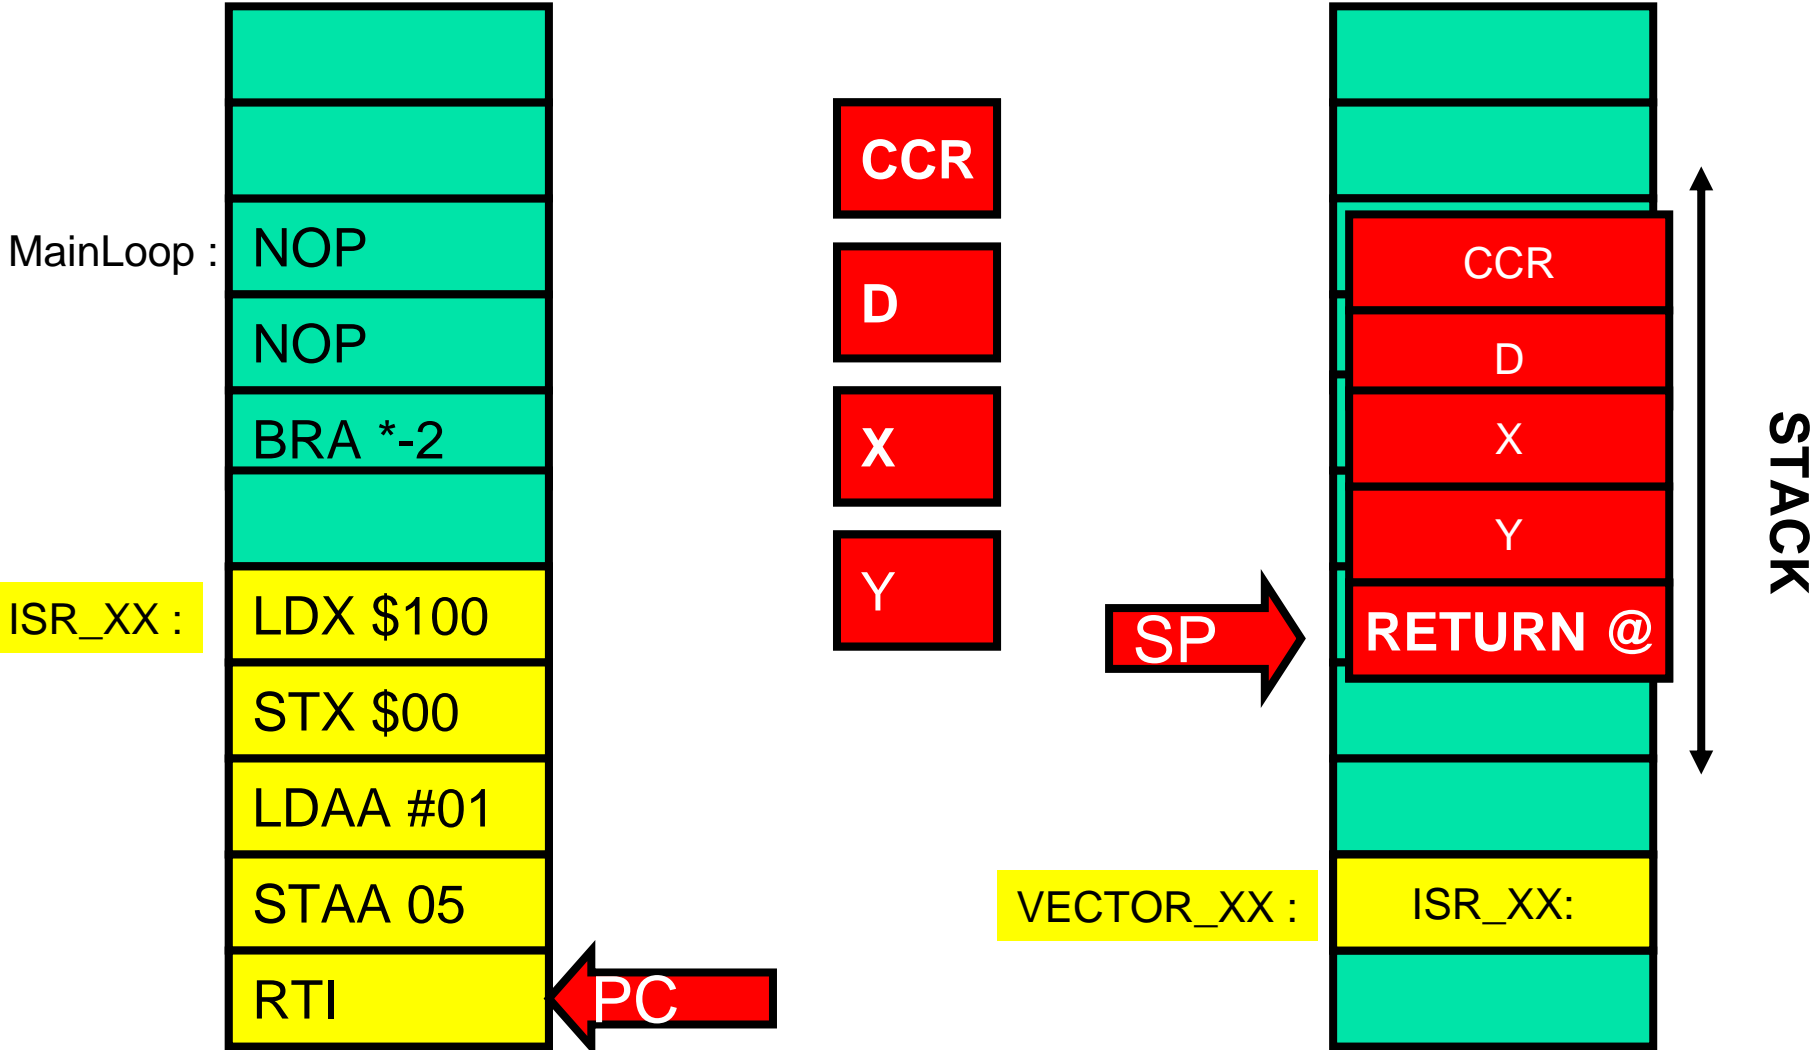 MainLoop :
NOP
NOP
BRA *-2
ISR_XX :
LDX $100
STX $00
LDAA #01
STAA 05
RTI
PC
CCR
D
X
Y
SP
CCR
D
X
Y
RETURN @
VECTOR_XX :
ISR_XX:
STACK